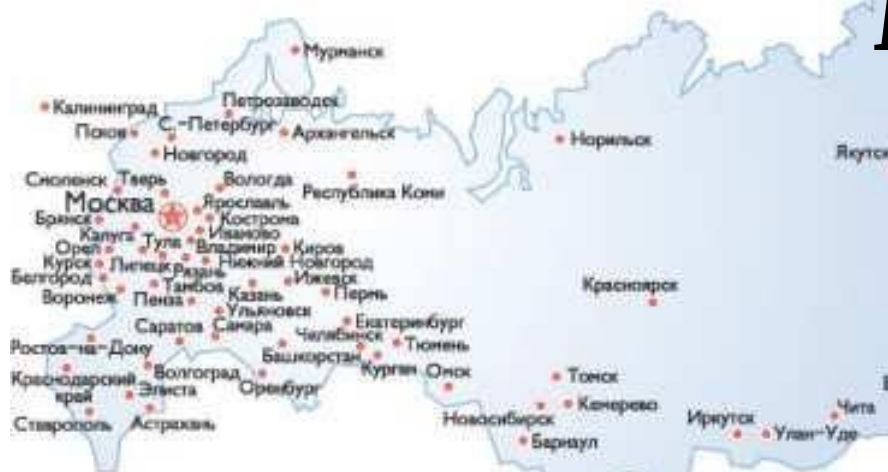 Мурманск
Калининград
Петрозаводск
Псков
С.-Петербург
Архангельск
Норильск
Новгород
Якутск
Смоленск
Тверь
Вологда
Республика Коми
Москва
Ярославль
Брянск
Кострома
Калуга
Иваново
Орел
Тула
Владимир
Киров
Курск
Липецк
Рязань
Нижний Новгород
Белгород
Тамбов
Ижевск
Красноярск
Воронеж
Пенза
Казань
Пермь
Ульяновск
Саратов
Самара
Екатеринбург
Челябинск
Ростов-на-Дону
Башкорстан
Тюмень
Курган
Омск
Томск
Краснодарский
край
Волгоград
Элиста
Оренбург
Новосибирск
Кемерово
Иркутск
Чита
Ставрополь
Астрахань
Барнаул
Улан-Уде